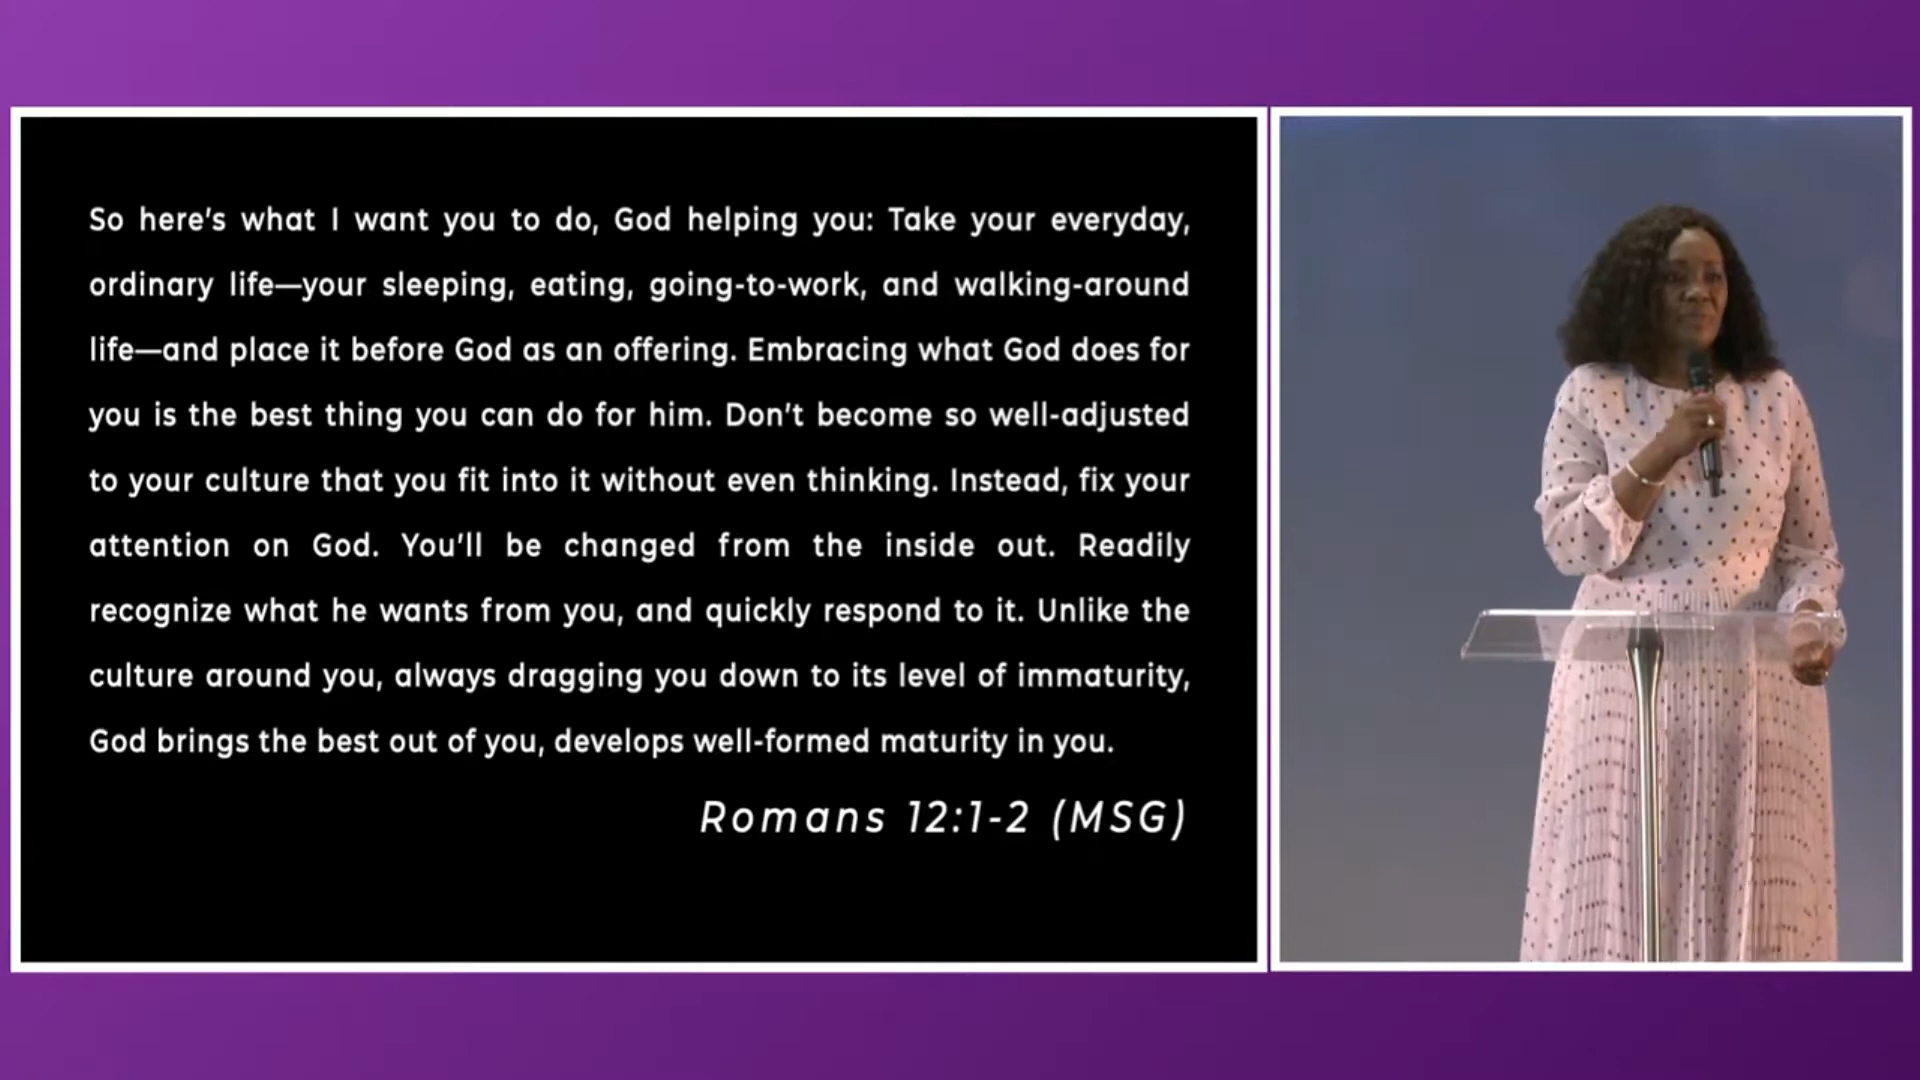 So here's what I want you to do, God helping you: Take your everyday,
ordinary life—your sleeping, eating, going-to-work, and walking-around
life—and place it before God as an offering. Embracing what God does for
you is the best thing you can do for him. Don't become so well-adjusted
to your culture that you fit into it without even thinking. Instead, fix your
attention on God. You'll be changed from the inside out. Readily
recognize what he wants from you, and quickly respond to it. Unlike the
culture around you, always dragging you down to its level of immaturity,
God brings the best out of you, develops well-formed maturity in you.
Romans 12:1-2 (MSG)